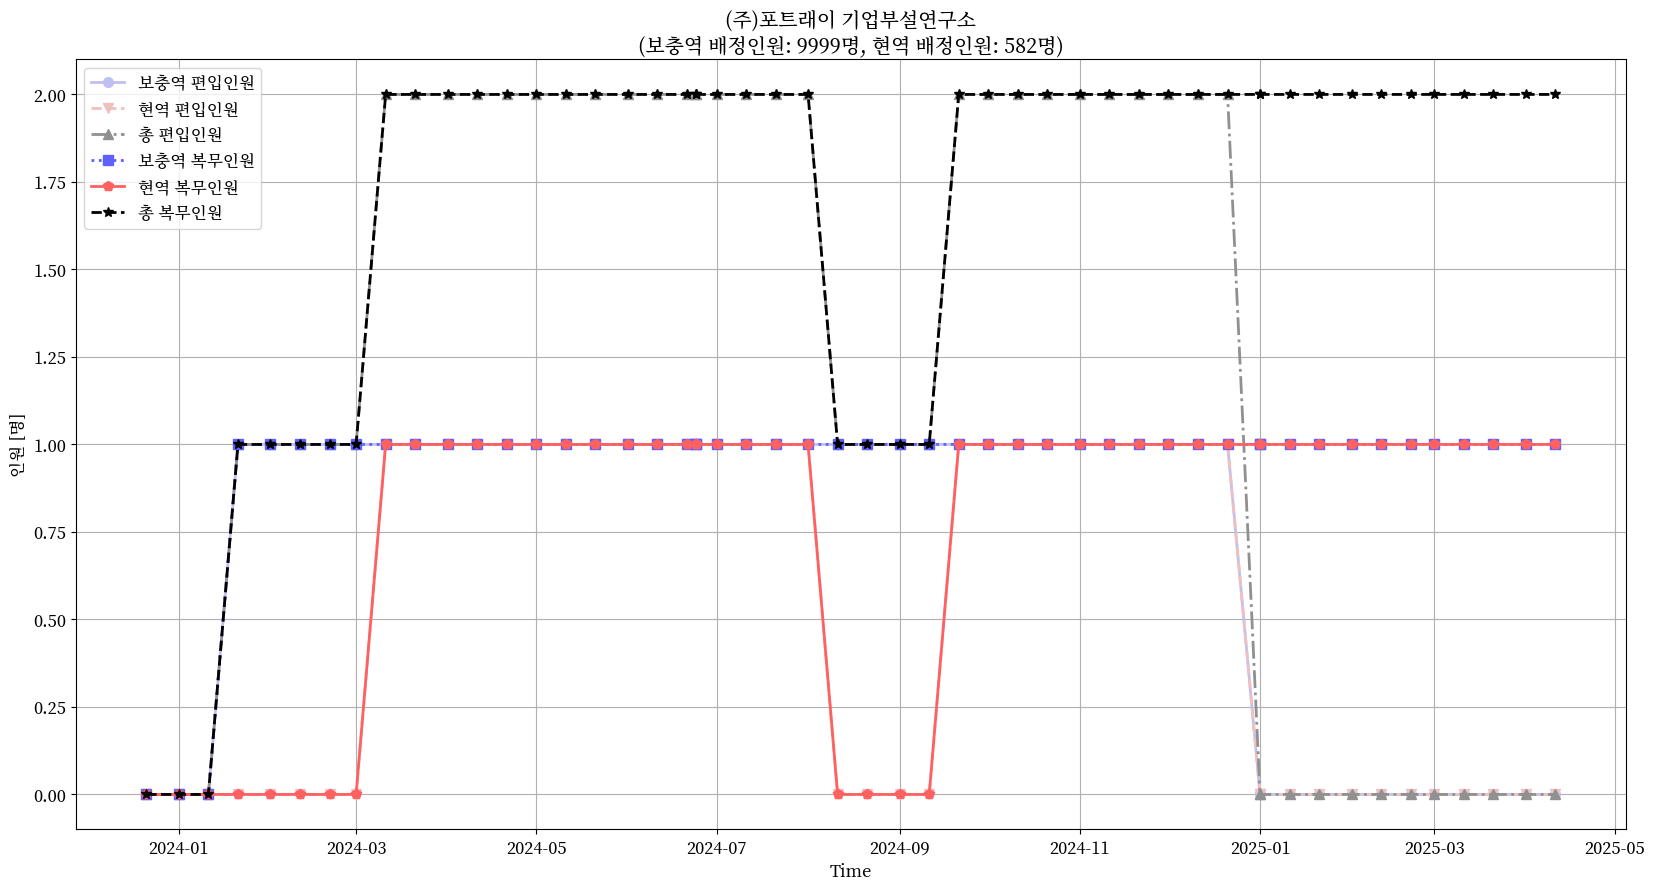 (주)포트래이 기업부설연구소
(보충역 배정인원: 9999명, 현역 배정인원: 582명)
보충역 편입인원
현역 편입인원
총 편입인원
보충역 복무인원
현역 복무인원
총 복무인원
2.00
1.75
1.50
1.25
1.00
0.75
0.50
0.25
0.00
인원 [명]
2024-01 2024-03 2024-05 2024-07 2024-09 2024-11 2025-01 2025-03 2025-05
Time